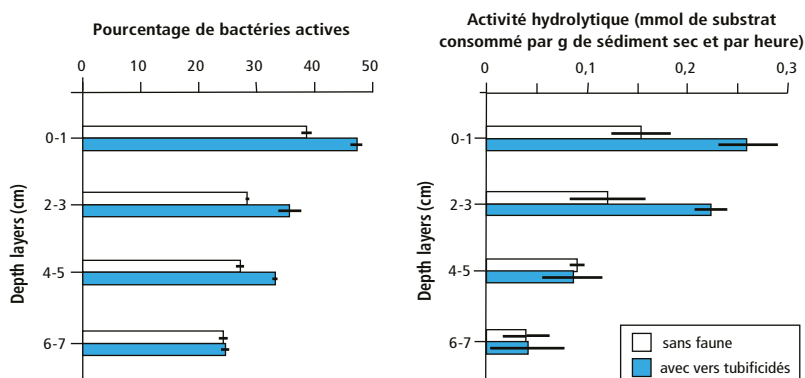 Pourcentage de bactéries actives
0 10 20 30 40 50
Depth layers (cm)
0-1
2-3
4-5
6-7
Activité hydrolytique (mmol de substrat
consommé par g de sédiment sec et par heure)
0 0,1 0,2 0,3
Depth layers (cm)
0-1
2-3
4-5
6-7
sans faune
avec vers tubificidés